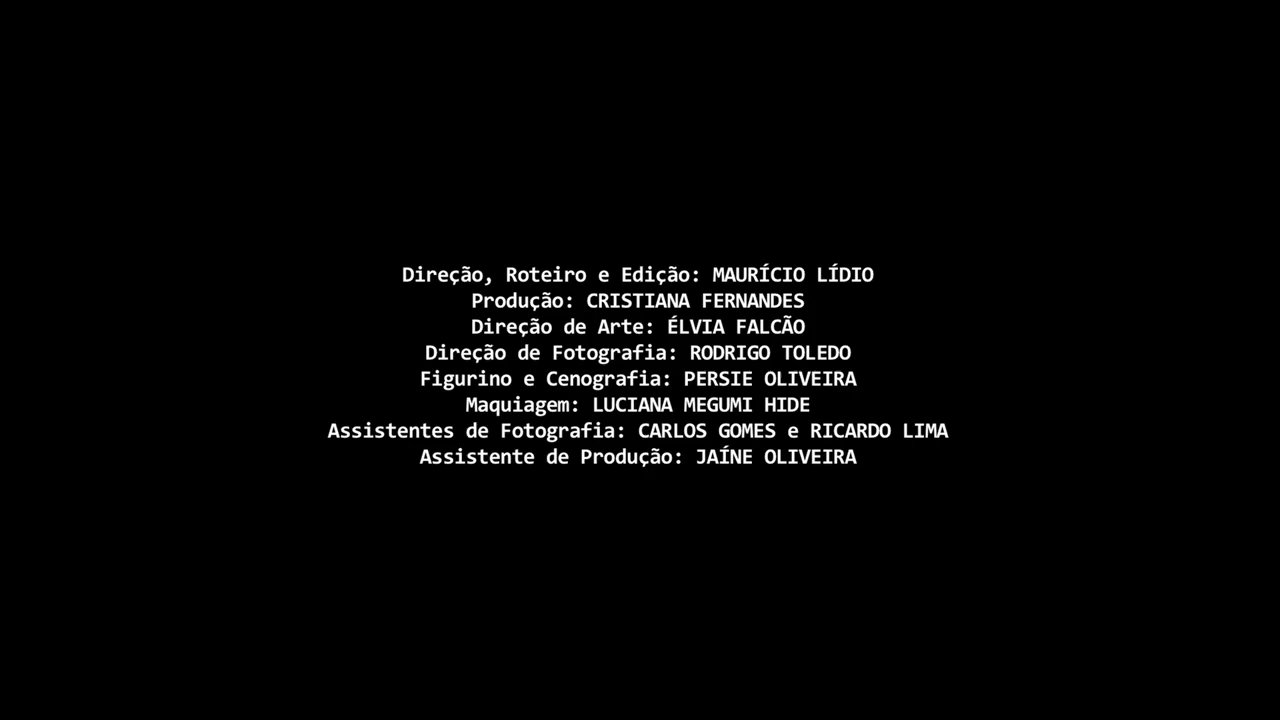 Direção, Roteiro e Edição: MAURÍCIO LÍDIO
Produção: CRISTIANA FERNANDES
Direção de Arte: ÉLVIA FALCÃO
Direção de Fotografia: RODRIGO TOLEDO
Figurino e Cenografia: PERSIE OLIVEIRA
Maquiagem: LUCIANA MEGUMI HIDE
Assistentes de Fotografia: CARLOS GOMES e RICARDO LIMA
Assistente de Produção: JAÍNE OLIVEIRA